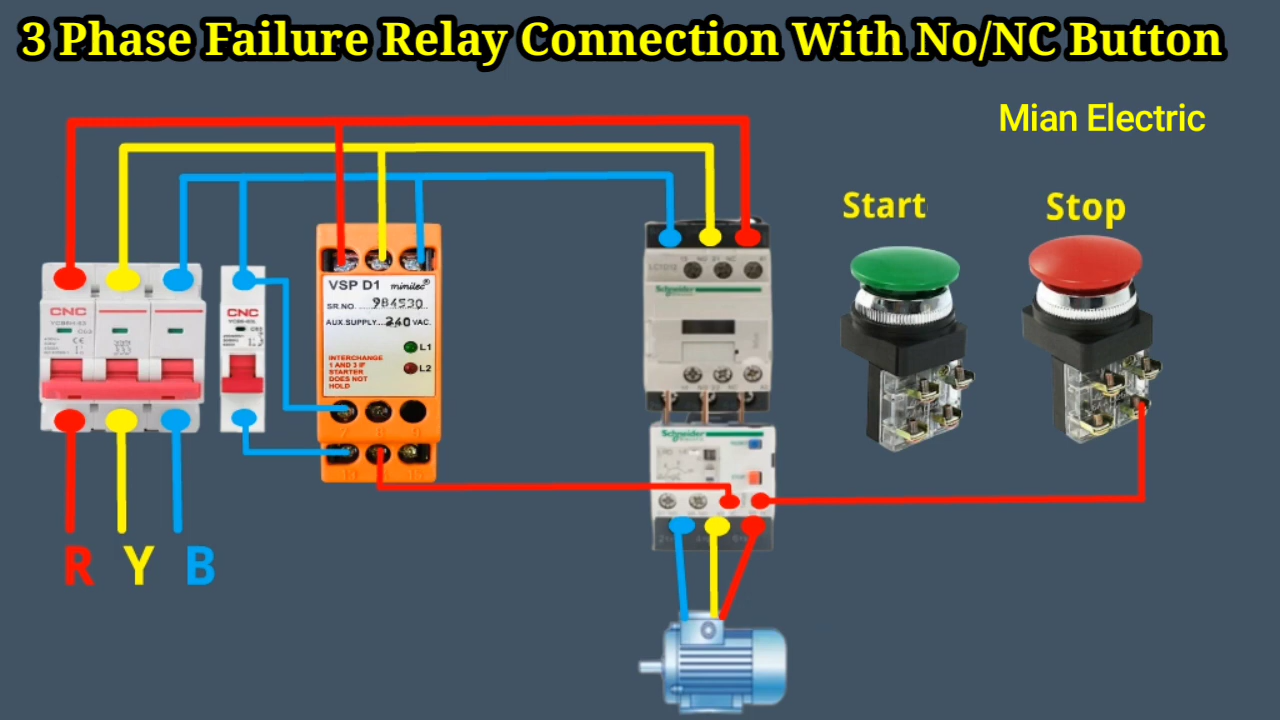 3 Phase Failure Relay Connection With No/NC Button
Mian Electric
Start
Stop
CNC
CNC
VSP D1 minilec®
SR.NO. 984530
AUX.SUPPLY...240 VAC.
L1
L2
INTERCHANGE
1 AND 3 IF
STARTER
DOES NOT
HOLD
Schneider
Schneider
R Y B